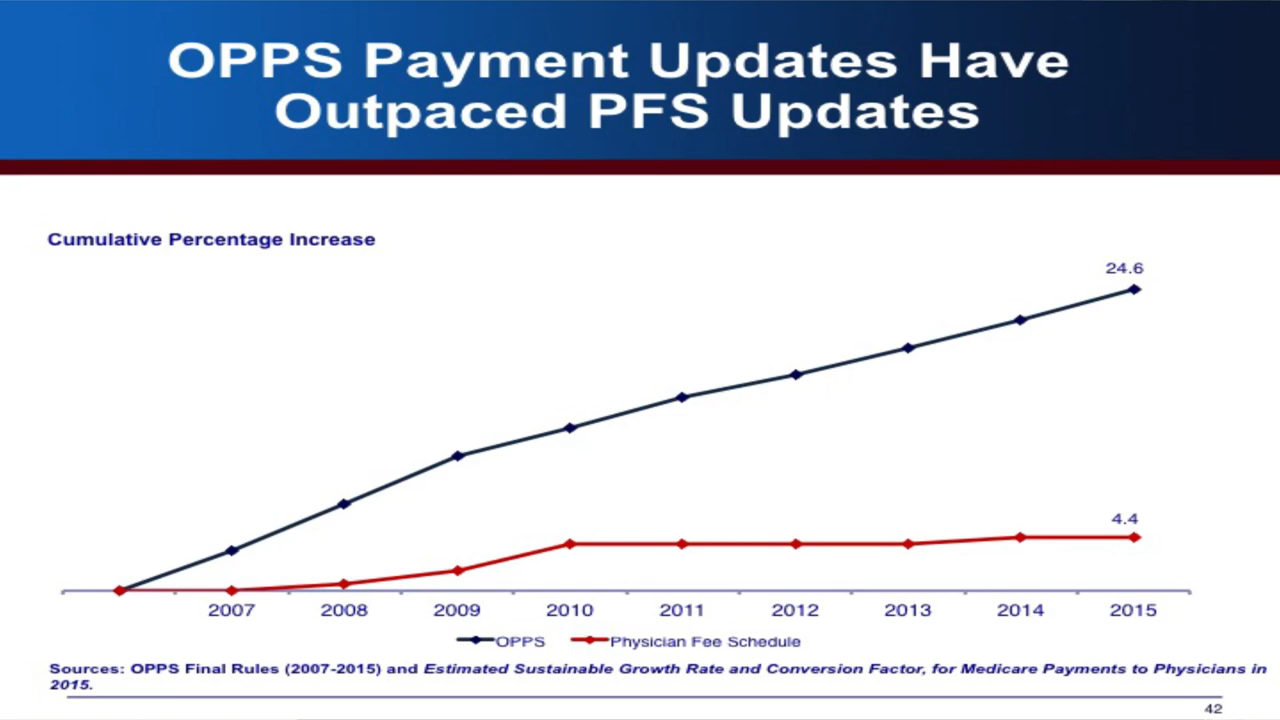 OPPS Payment Updates Have
Outpaced PFS Updates
Cumulative Percentage Increase
24.6
4.4
2007 2008 2009 2010 2011 2012 2013 2014 2015
OPPS Physician Fee Schedule
Sources: OPPS Final Rules (2007-2015) and Estimated Sustainable Growth Rate and Conversion Factor, for Medicare Payments to Physicians in
2015.
42